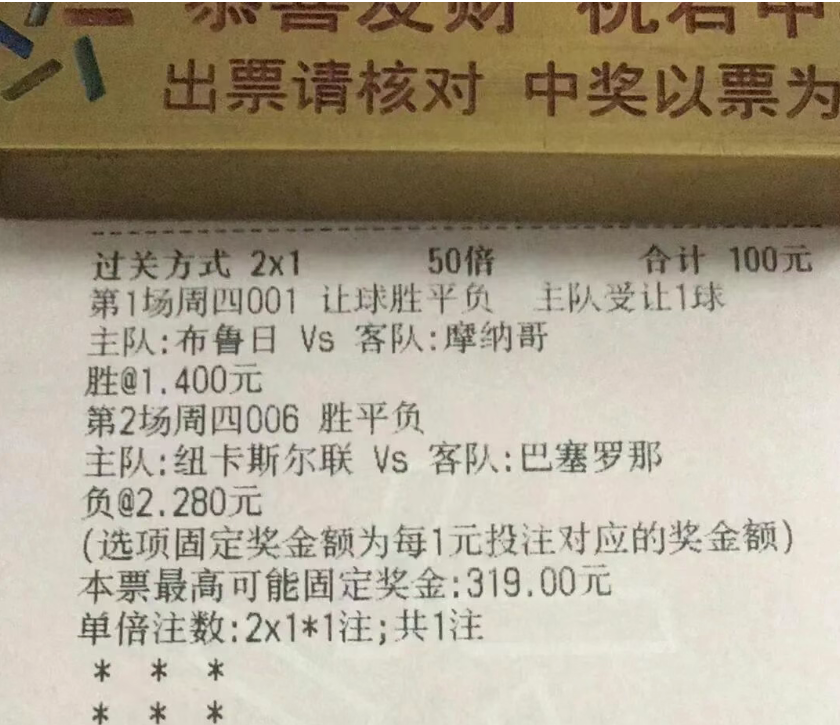 恭喜发财 祝君中
出票请核对 中奖以票为
过关方式 2x1 50倍 合计 100元
第1场周四001 让球胜平负 主队受让1球
主队:布鲁日 Vs 客队:摩纳哥
胜@1.400元
第2场周四006 胜平负
主队:纽卡斯尔联 Vs 客队:巴塞罗那
负@2.280元
(选项固定奖金额为每1元投注对应的奖金额)
本票最高可能固定奖金:319.00元
单倍注数:2x1*1注;共1注
* * *
* * *